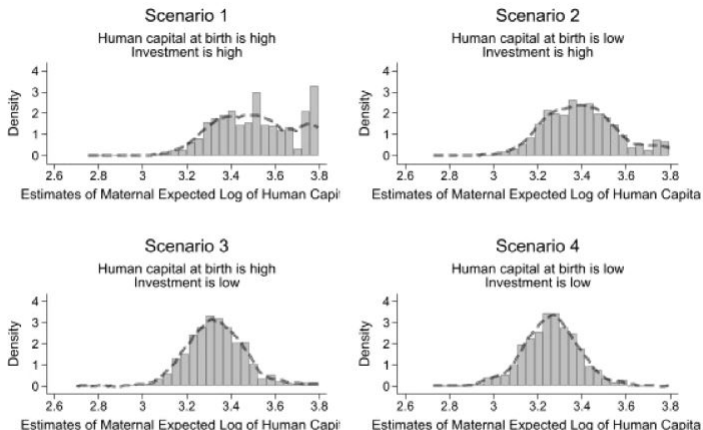 Scenario 1
Human capital at birth is high
Investment is high
4
3
2
1
0
Density
2.6 2.8 3 3.2 3.4 3.6 3.8
Estimates of Maternal Expected Log of Human Capit
Scenario 2
Human capital at birth is low
Investment is high
4
3
2
1
0
Density
2.6 2.8 3 3.2 3.4 3.6 3.8
Estimates of Maternal Expected Log of Human Capita
Scenario 3
Human capital at birth is high
Investment is low
4
3
2
1
0
Density
2.6 2.8 3 3.2 3.4 3.6 3.8
Estimates of Maternal Expected Log of Human Capit
Scenario 4
Human capital at birth is low
Investment is low
4
3
2
1
0
Density
2.6 2.8 3 3.2 3.4 3.6 3.8
Estimates of Maternal Expected Log of Human Capita